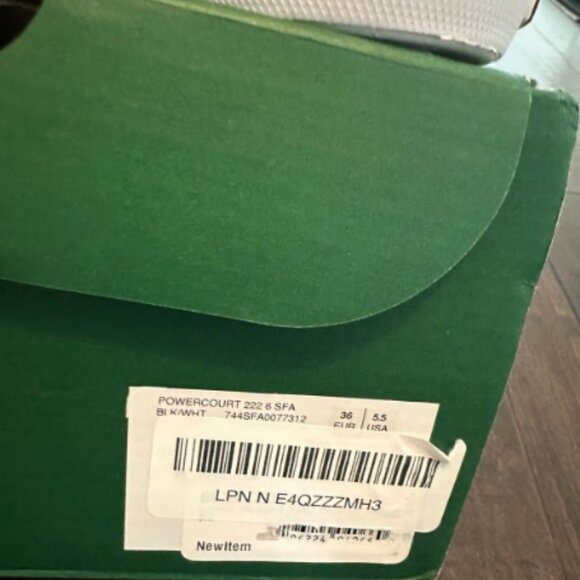 POWERCOURT 222 6 SFA
BLK/WHT 744SFA0077312
36 5.5
EUR USA
LPN N E4QZZZMH3
NewItem